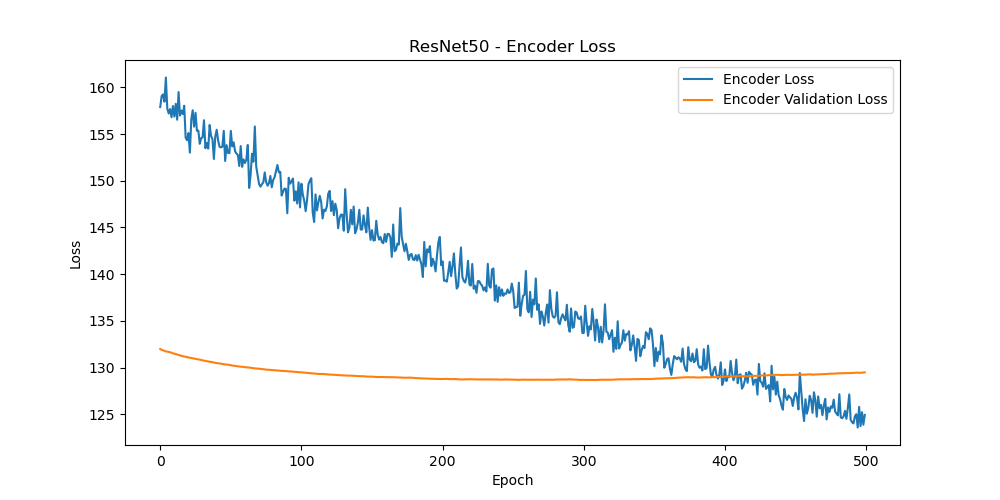 ResNet50 - Encoder Loss
Encoder Loss
Encoder Validation Loss
160
155
150
145
140
135
130
125
Loss
0 100 200 300 400 500
Epoch